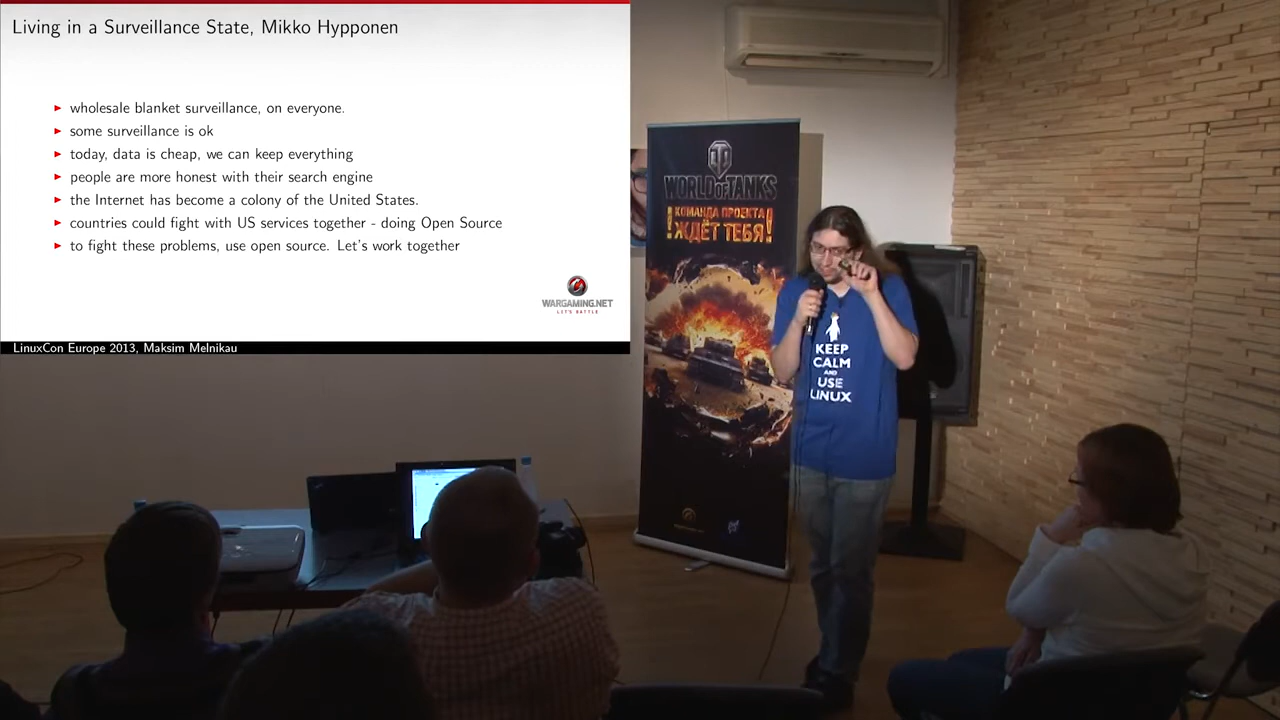 Living in a Surveillance State, Mikko Hypponen
wholesale blanket surveillance, on everyone.
some surveillance is ok
today, data is cheap, we can keep everything
people are more honest with their search engine
the Internet has become a colony of the United States.
countries could fight with US services together - doing Open Source
to fight these problems, use open source. Let's work together
WARGAMING.NET
LET'S BATTLE
LinuxCon Europe 2013, Maksim Melnikau
WORLD OF TANKS
КОМАНДА ПРОЕКТА
ЖДЁТ ТЕБЯ!
KEEP
CALM
AND
USE
LINUX